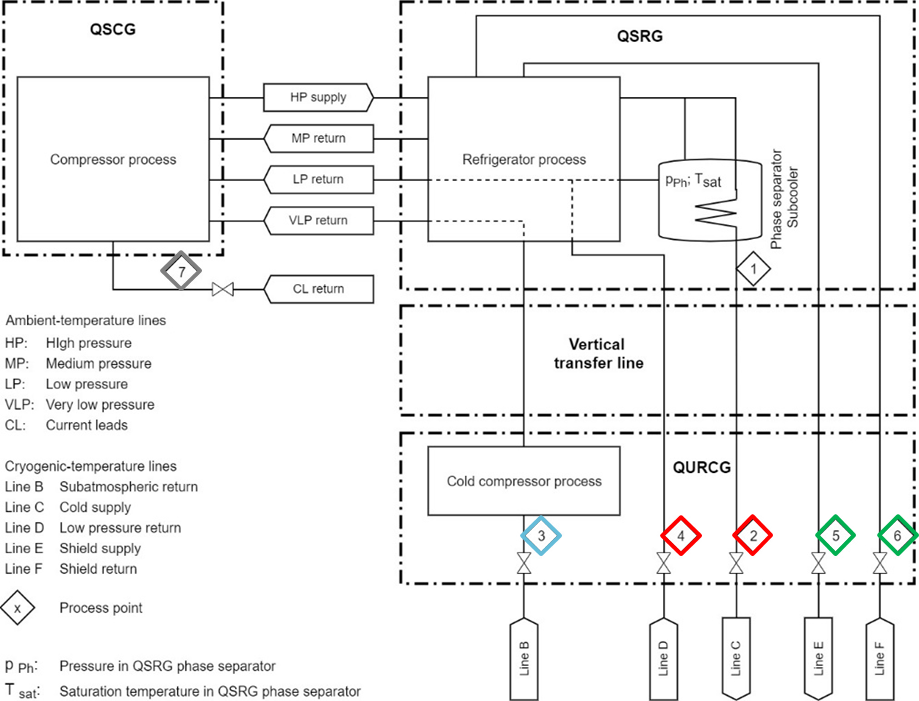 QSCG
QSRG
Compressor process
HP supply
MP return
LP return
VLP return
CL return
Refrigerator process
pPh; Tsat
Phase separator
Subcooler
1
7
Ambient-temperature lines
HP: HIgh pressure
MP: Medium pressure
LP: Low pressure
VLP: Very low pressure
CL: Current leads
Vertical
transfer line
Cryogenic-temperature lines
Line B Subatmospheric return
Line C Cold supply
Line D Low pressure return
Line E Shield supply
Line F Shield return
x Process point
p Ph: Pressure in QSRG phase separator
T sat: Saturation temperature in QSRG phase separator
QURCG
Cold compressor process
3
4
2
5
6
Line B
Line D
Line C
Line E
Line F